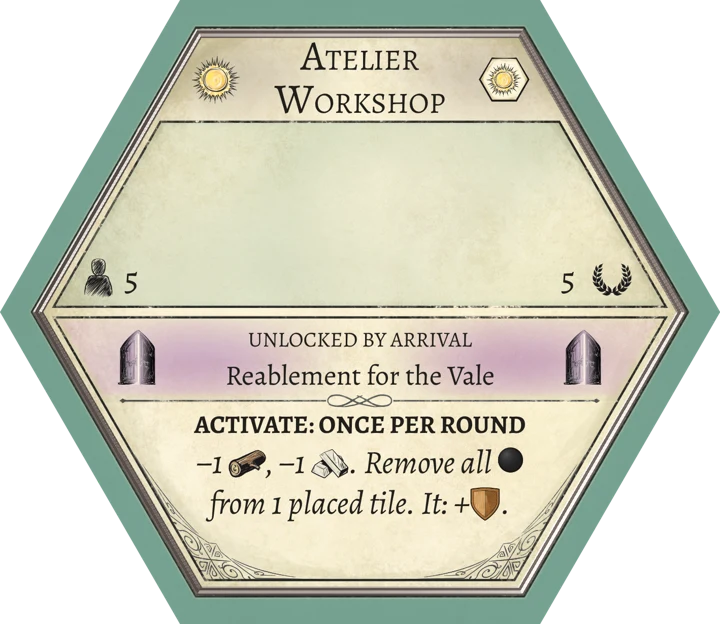 ATELIER
WORKSHOP
5
5
UNLOCKED BY ARRIVAL
Reablement for the Vale
ACTIVATE: ONCE PER ROUND
–1 , –1 . Remove all
from 1 placed tile. It: + .